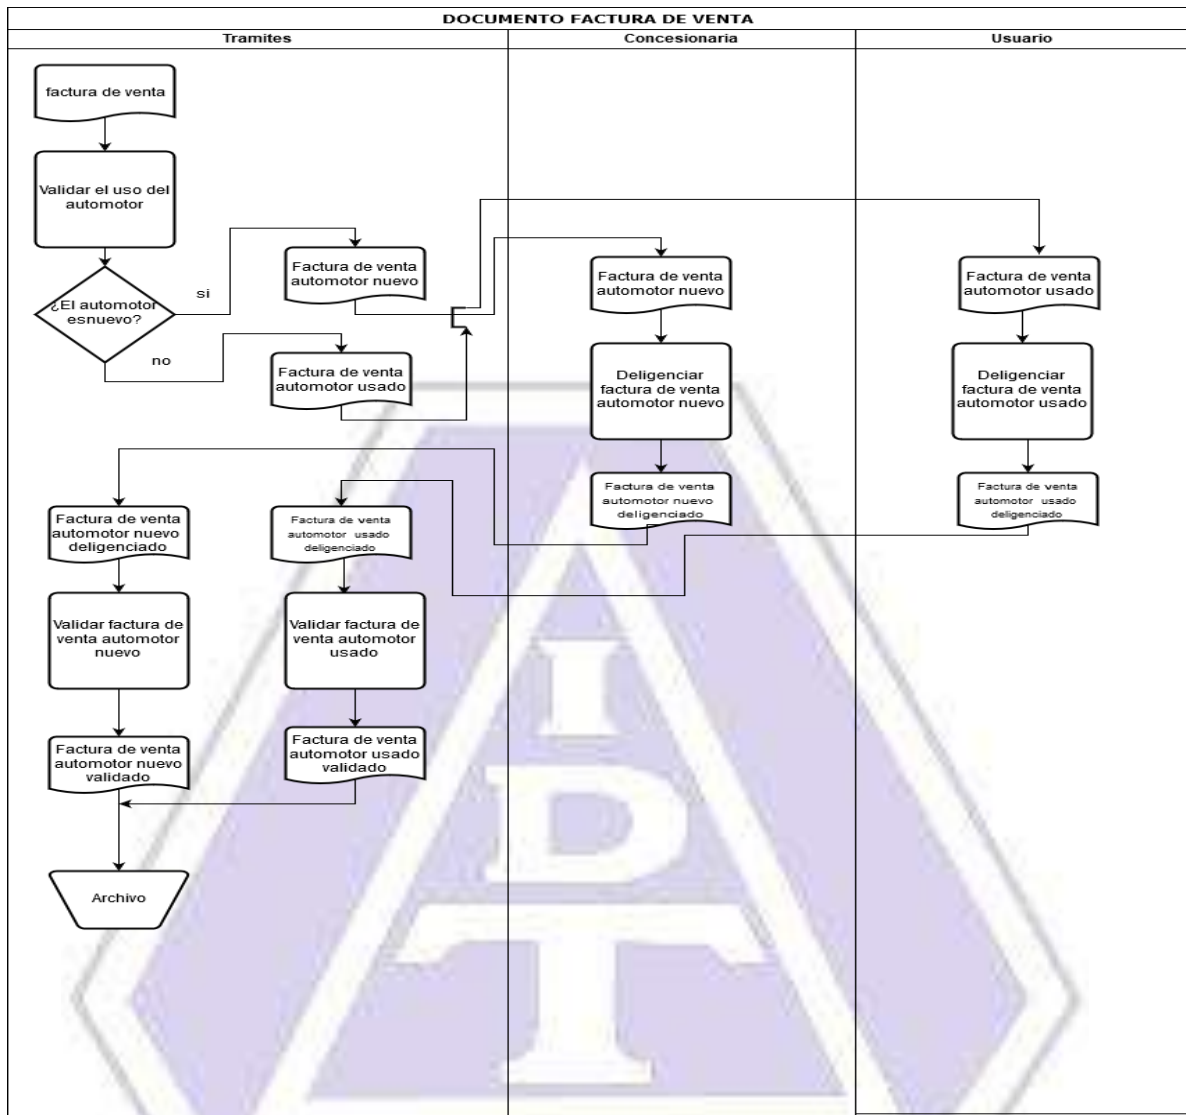 DOCUMENTO FACTURA DE VENTA
Tramites
Concesionaria
Usuario
factura de venta
Validar el uso del
automotor
¿El automotor
esnuevo?
si
no
Factura de venta
automotor nuevo
Factura de venta
automotor usado
Factura de venta
automotor nuevo
Deligenciar
factura de venta
automotor nuevo
Factura de venta
automotor nuevo
deligenciado
Factura de venta
automotor usado
Deligenciar
factura de venta
automotor usado
Factura de venta
automotor usado
deligenciado
Factura de venta
automotor nuevo
deligenciado
Validar factura de
venta automotor
nuevo
Factura de venta
automotor nuevo
validado
Factura de venta
automotor usado
deligenciado
Validar factura de
venta automotor
usado
Factura de venta
automotor usado
validado
Archivo
I
D
T